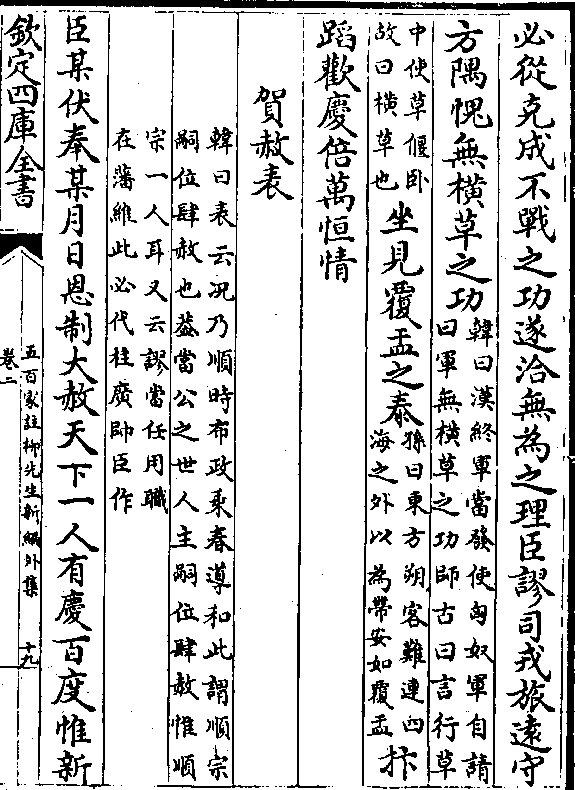 必從克成不戰之功遂洽無為之理臣謬司戎旅遠守
方隅愧無橫草之功韓曰漢終軍當發使匈奴軍自請
曰軍無橫草之功師古曰言行草
中使草偃卧
故曰橫草也坐見覆盂之泰孫曰東方朔客難連四
海之外以為帶安如覆盂抃
蹈歡慶倍萬恒情
賀赦表
韓曰表云況乃順時布政乘春導和此謂順宗
嗣位肆赦也葢當公之世人主嗣位肆赦惟順
宗一人耳又云謬當任用職
在藩維此必代桂廣帥臣作
臣某伏奉某月日恩制大赦天下一人有慶百度惟新
欽定四庫全書
五百家註柳先生新編外集
卷二
十九